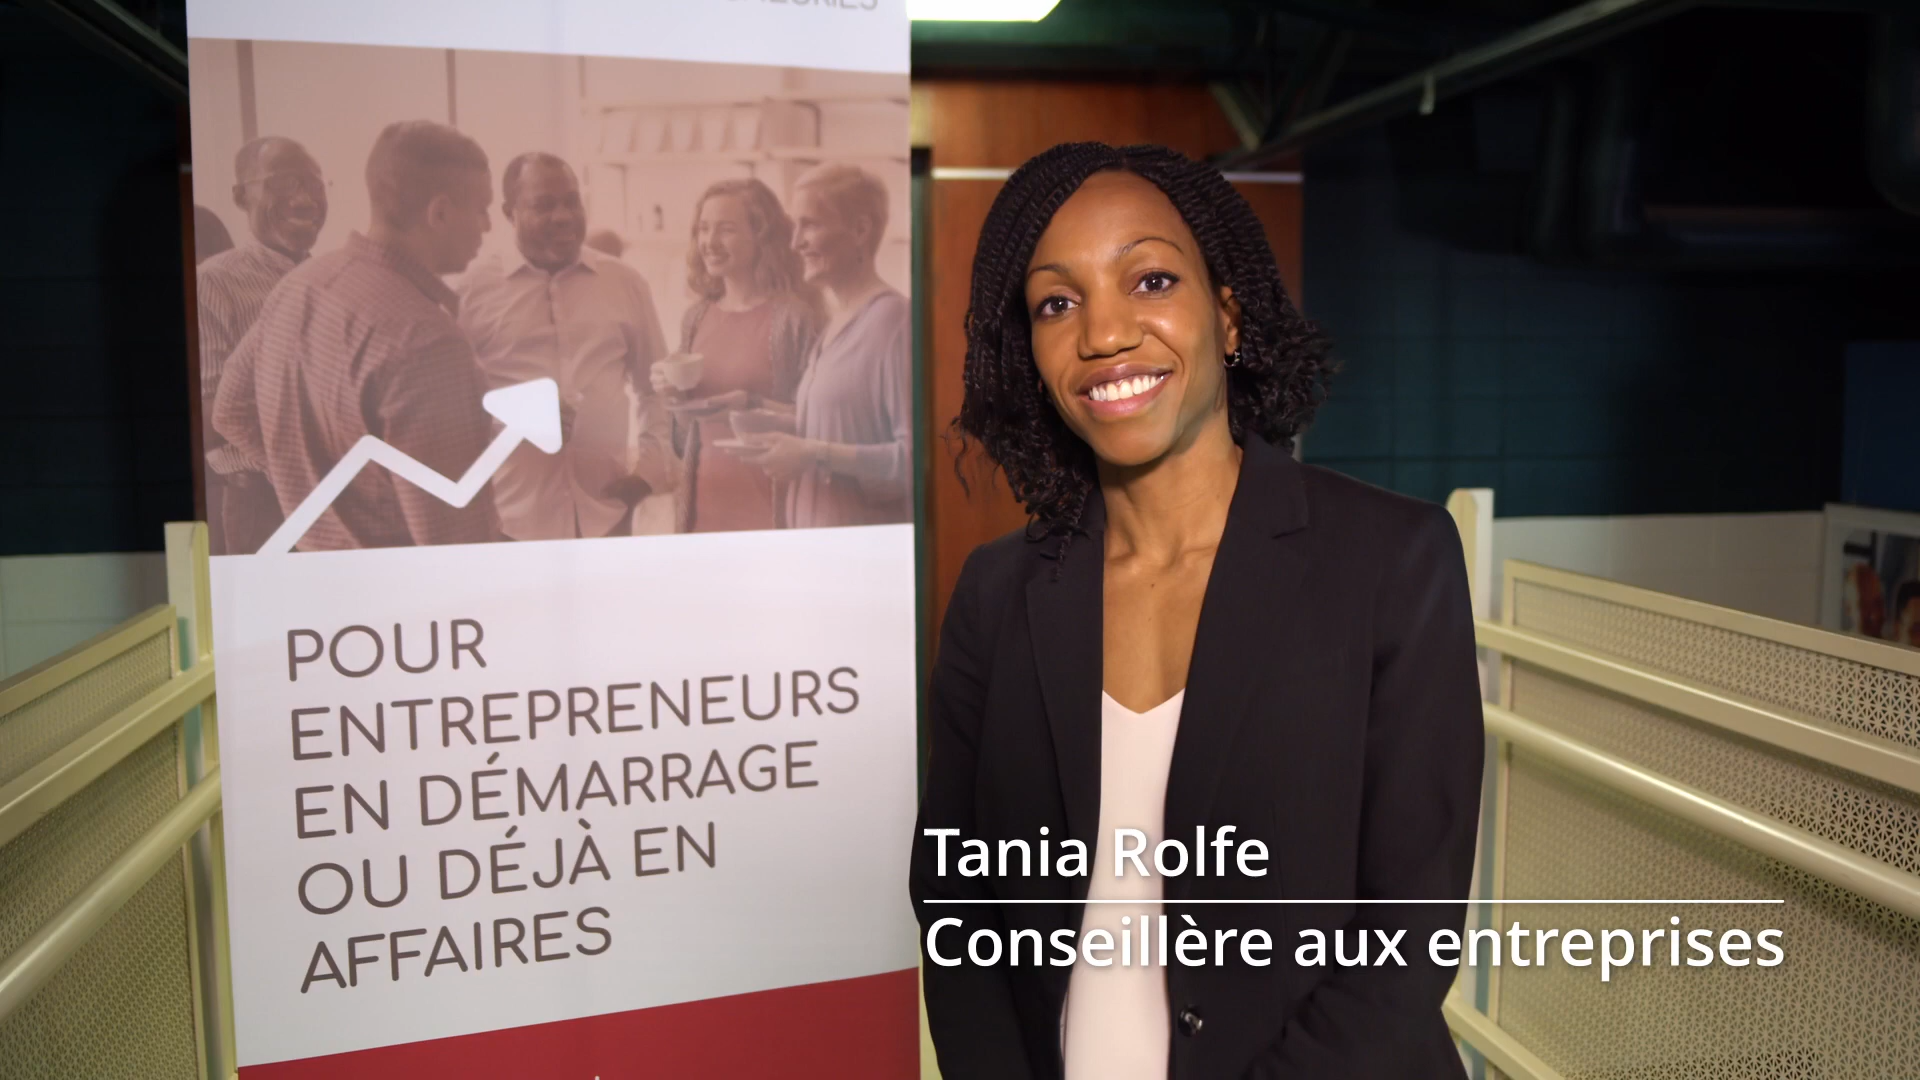 POUR
ENTREPRENEURS
EN DÉMARRAGE
OU DÉJÀ EN
AFFAIRES
Tania Rolfe
Conseillère aux entreprises